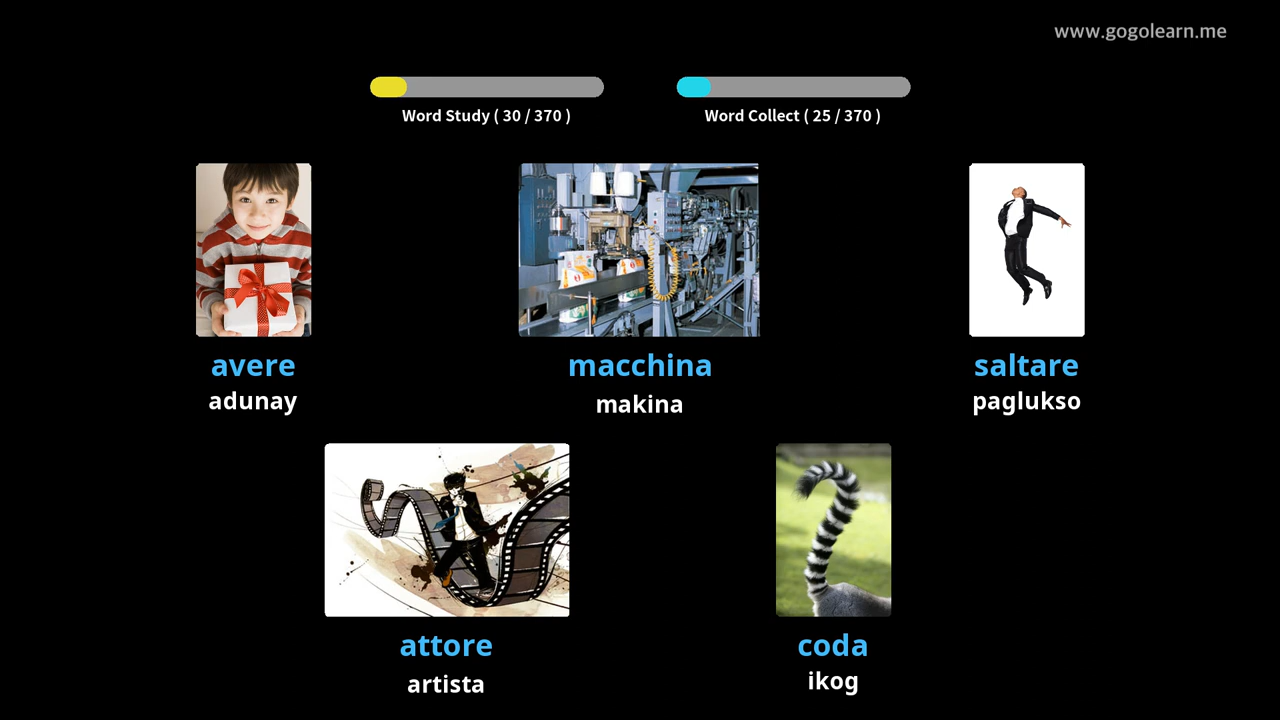 www.gogolearn.me
Word Study ( 30 / 370 )
Word Collect ( 25 / 370 )
avere
adunay
macchina
makina
saltare
paglukso
attore
artista
coda
ikog